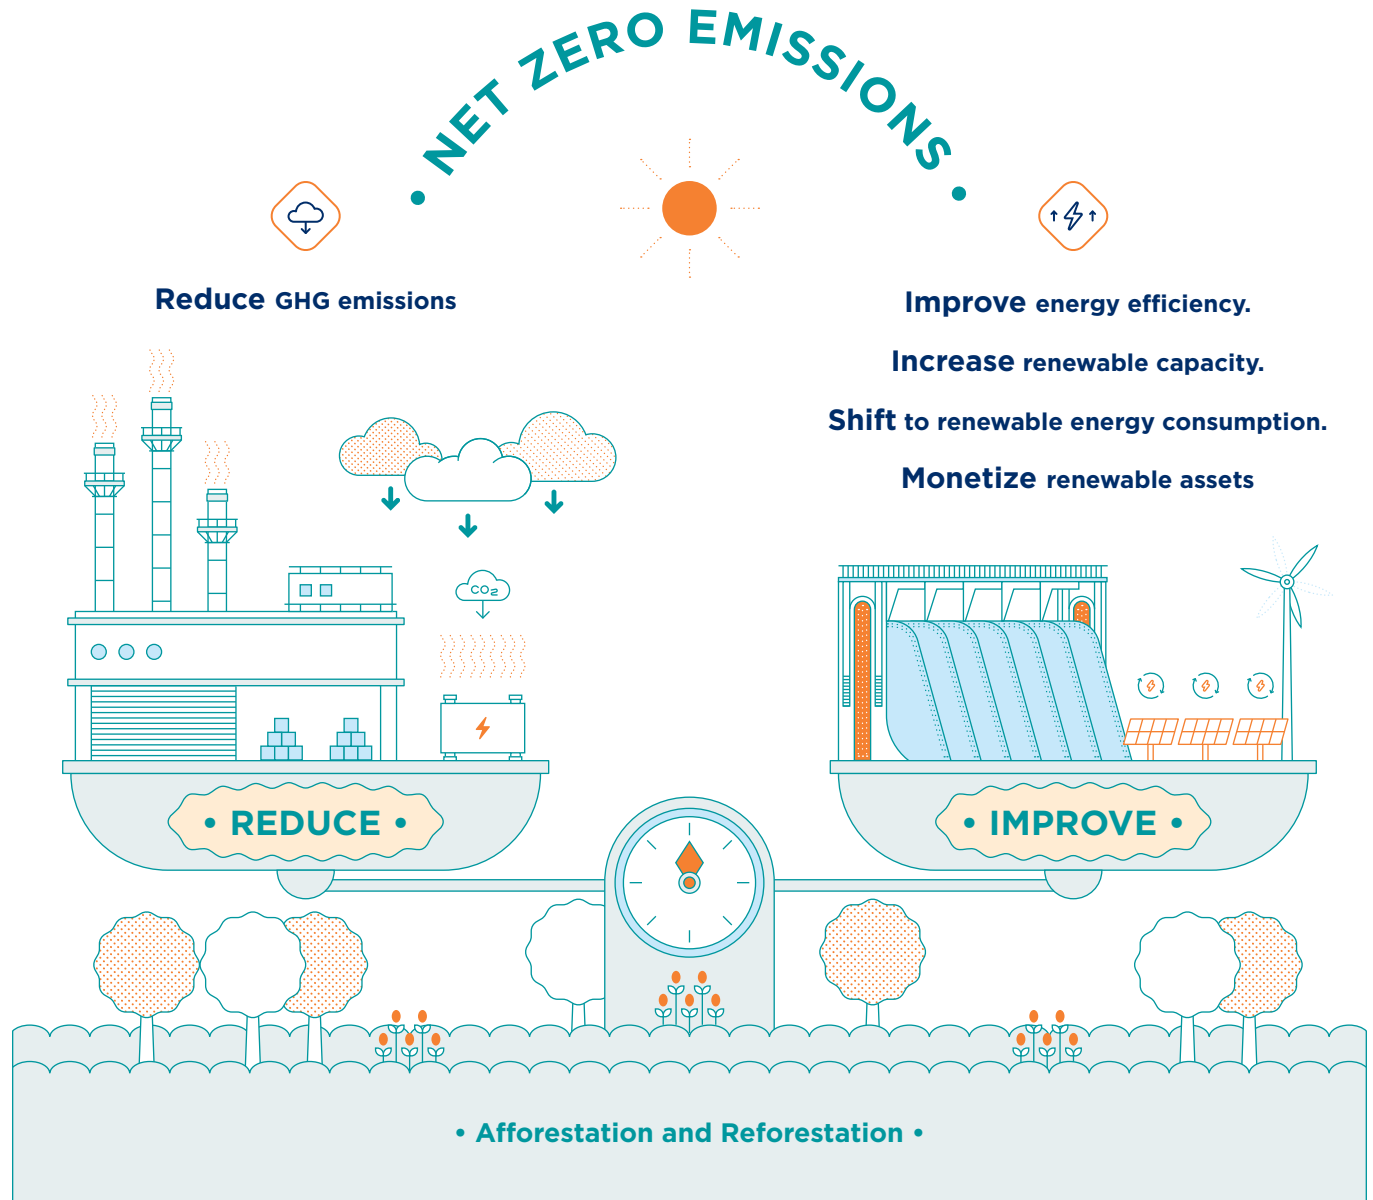 NET ZERO EMISSIONS
Reduce GHG emissions
Improve energy efficiency.
Increase renewable capacity.
Shift to renewable energy consumption.
Monetize renewable assets
CO2
• REDUCE •
• IMPROVE •
• Afforestation and Reforestation •